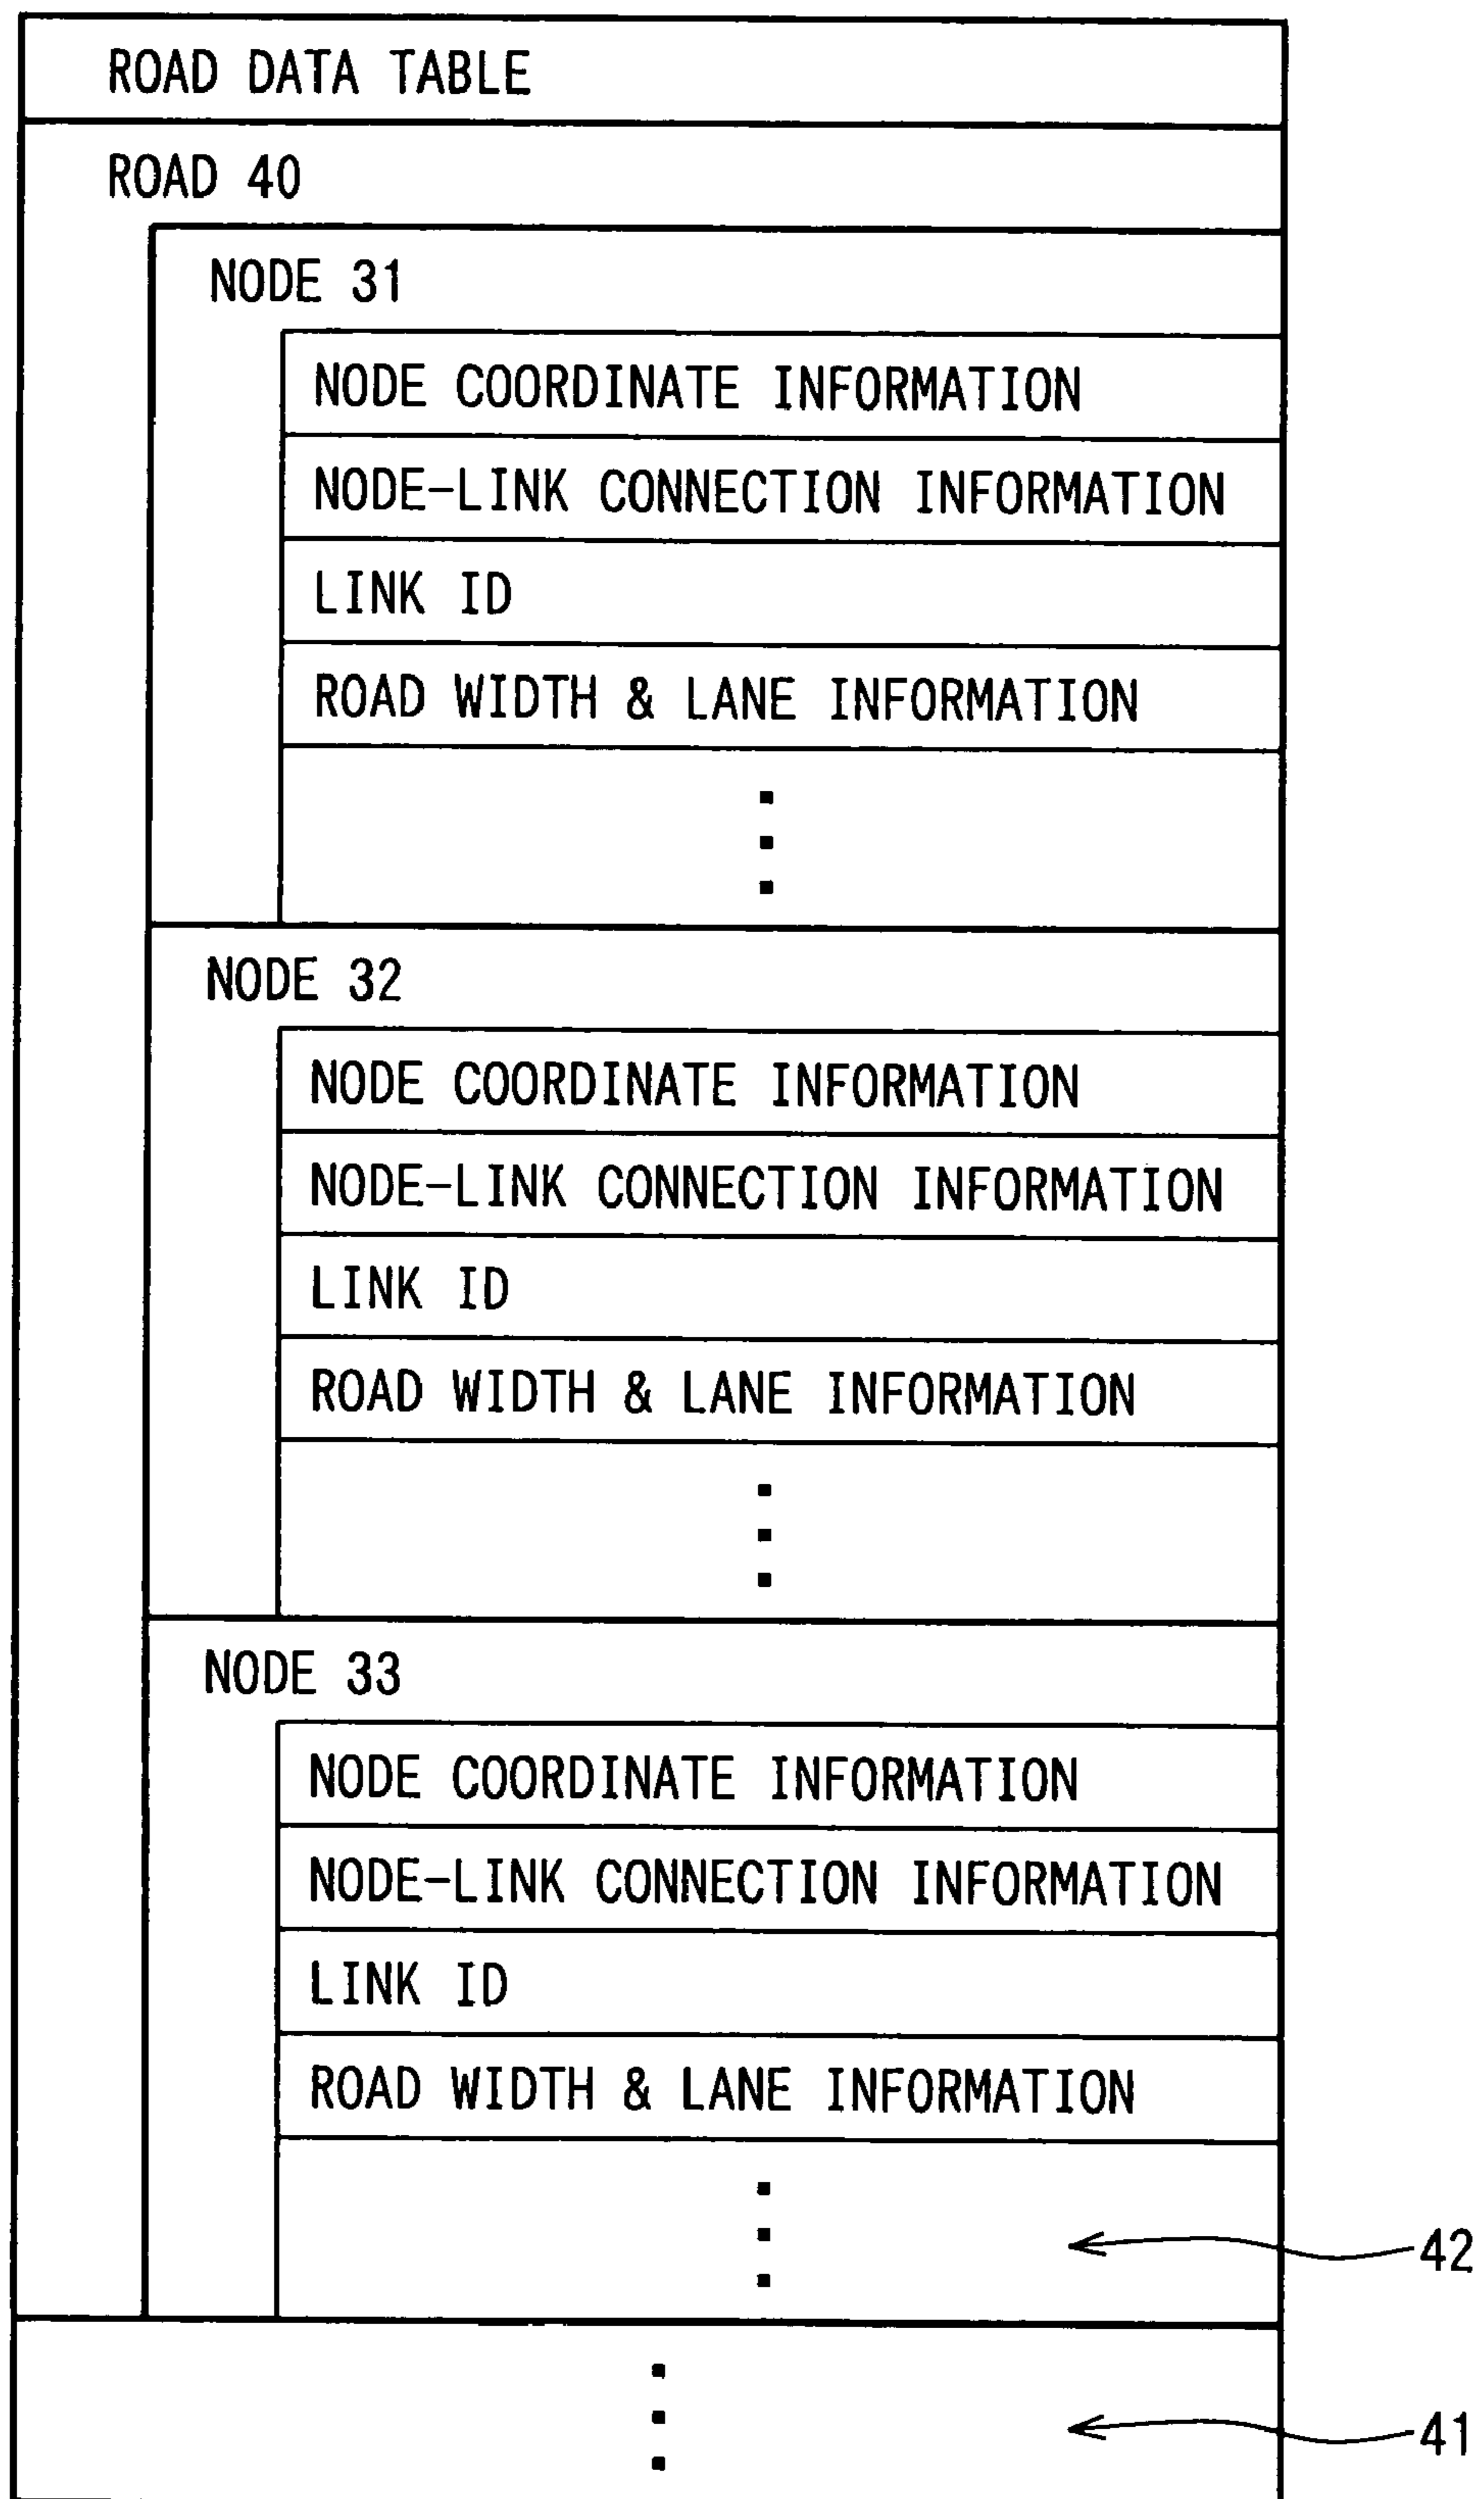 ROAD DATA TABLE
ROAD 40
NODE 31
NODE COORDINATE INFORMATION
NODE-LINK CONNECTION INFORMATION
LINK ID
ROAD WIDTH & LANE INFORMATION
NODE 32
NODE COORDINATE INFORMATION
NODE-LINK CONNECTION INFORMATION
LINK ID
ROAD WIDTH & LANE INFORMATION
NODE 33
NODE COORDINATE INFORMATION
NODE-LINK CONNECTION INFORMATION
LINK ID
ROAD WIDTH & LANE INFORMATION
42
41